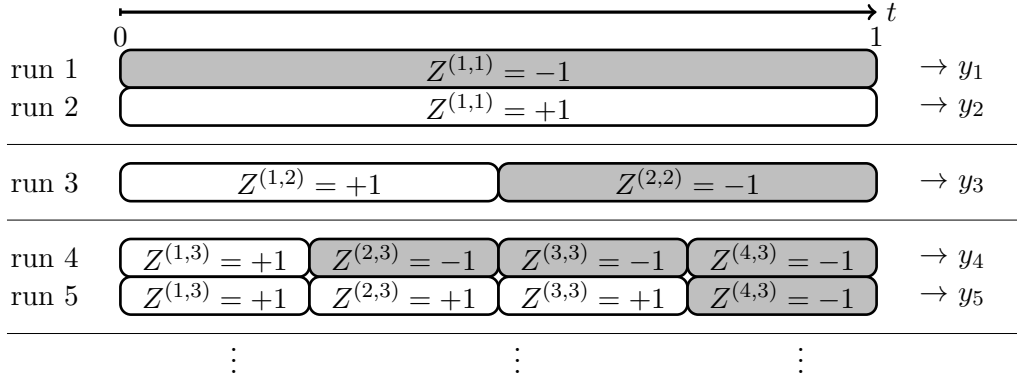 t
0 1
run 1 Z^{(1,1)} = −1 → y_1
run 2 Z^{(1,1)} = +1 → y_2
run 3 Z^{(1,2)} = +1 Z^{(2,2)} = −1 → y_3
run 4 Z^{(1,3)} = +1 Z^{(2,3)} = −1 Z^{(3,3)} = −1 Z^{(4,3)} = −1 → y_4
run 5 Z^{(1,3)} = +1 Z^{(2,3)} = +1 Z^{(3,3)} = +1 Z^{(4,3)} = −1 → y_5
⋮ ⋮ ⋮